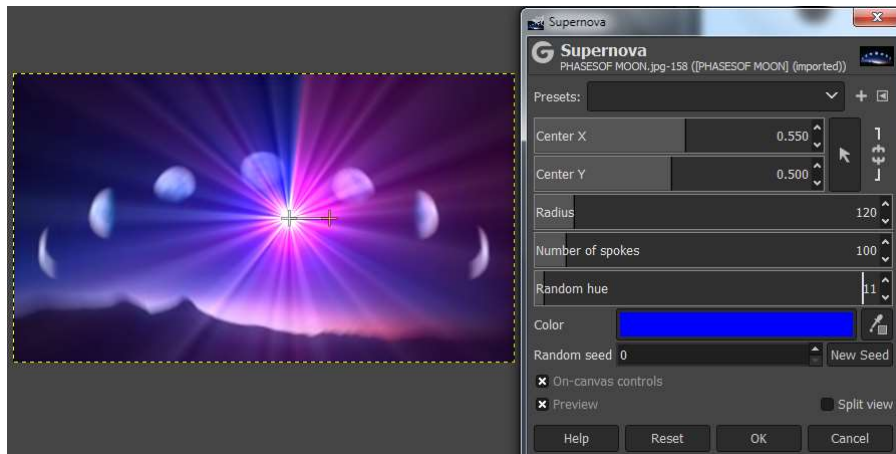 Supernova
Supernova
PHASESOF MOON.jpg-158 ([PHASESOF MOON] (imported))
Presets:
Center X 0.550
Center Y 0.500
Radius 120
Number of spokes 100
Random hue 11
Color
Random seed 0 New Seed
On-canvas controls
Preview Split view
Help Reset OK Cancel